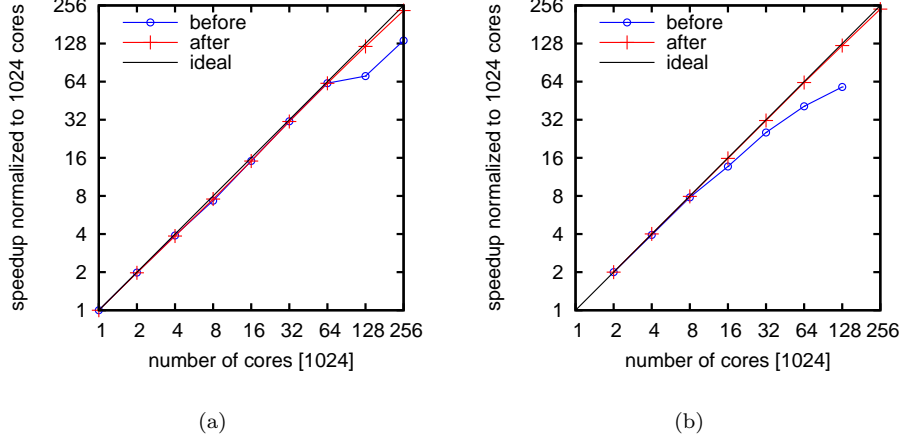 256
128
64
32
16
8
4
2
1
speedup normalized to 1024 cores
before
after
ideal
1 2 4 8 16 32 64 128 256
number of cores [1024]
(a)
256
128
64
32
16
8
4
2
1
speedup normalized to 1024 cores
before
after
ideal
1 2 4 8 16 32 64 128 256
number of cores [1024]
(b)